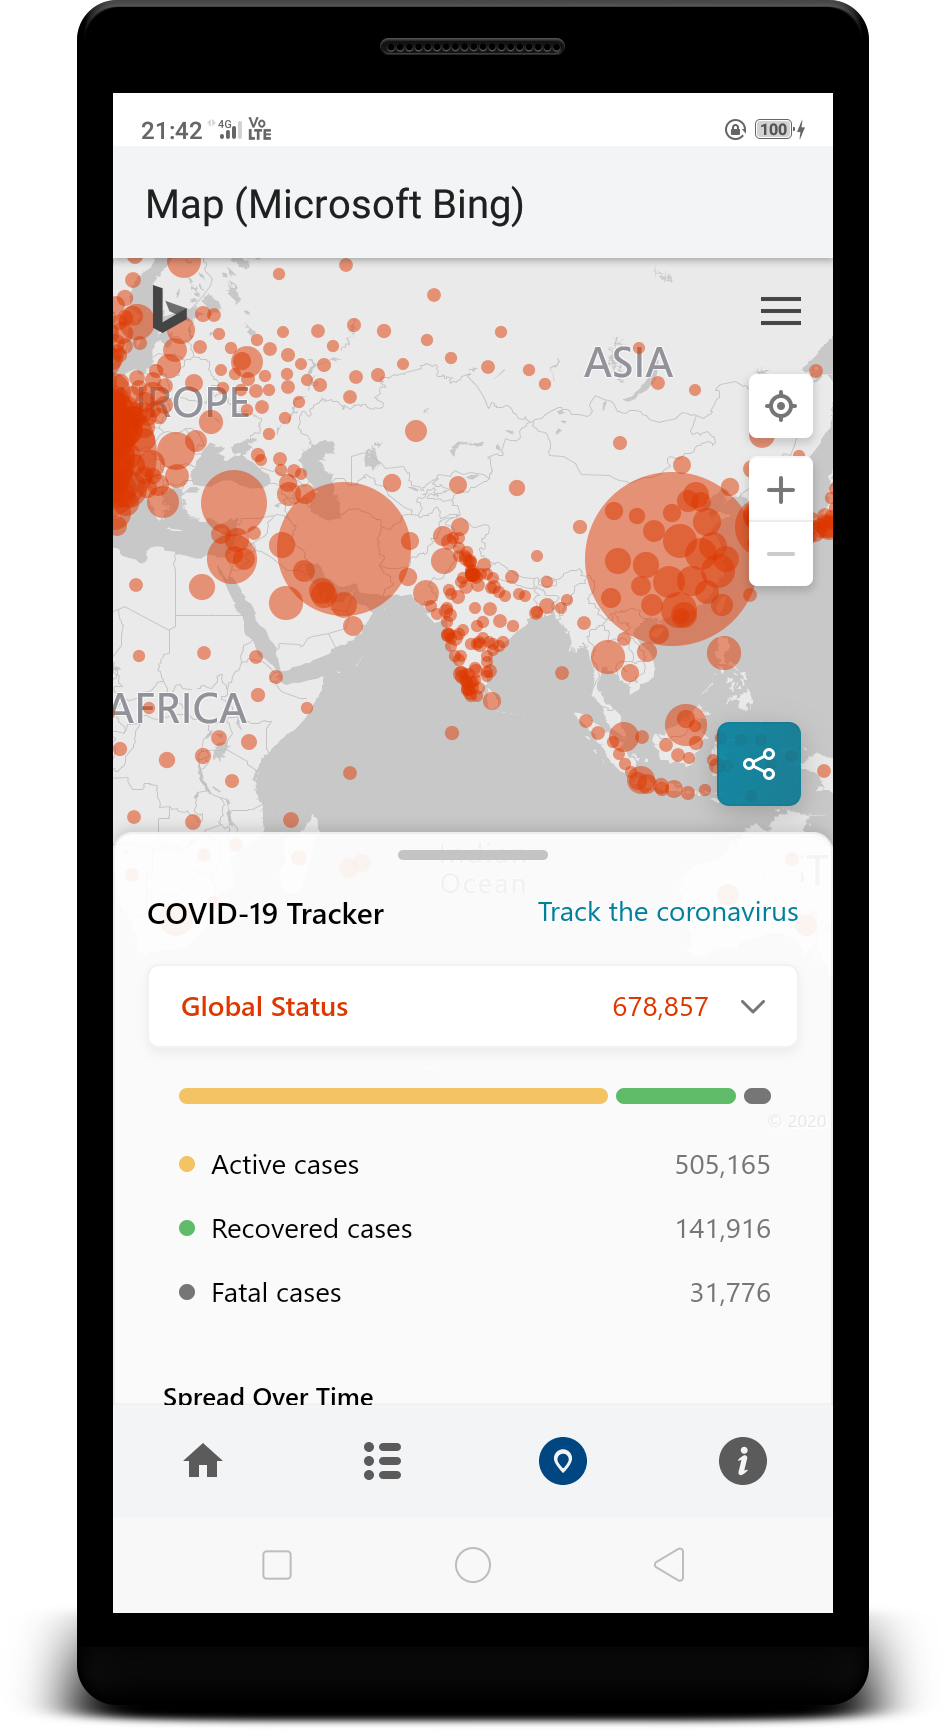 21:42 4G Vo LTE 100
Map (Microsoft Bing)
ASIA
ROPE
AFRICA
Indian
Ocean
COVID-19 Tracker Track the coronavirus
Global Status 678,857
© 2020
Active cases 505,165
Recovered cases 141,916
Fatal cases 31,776
Spread Over Time